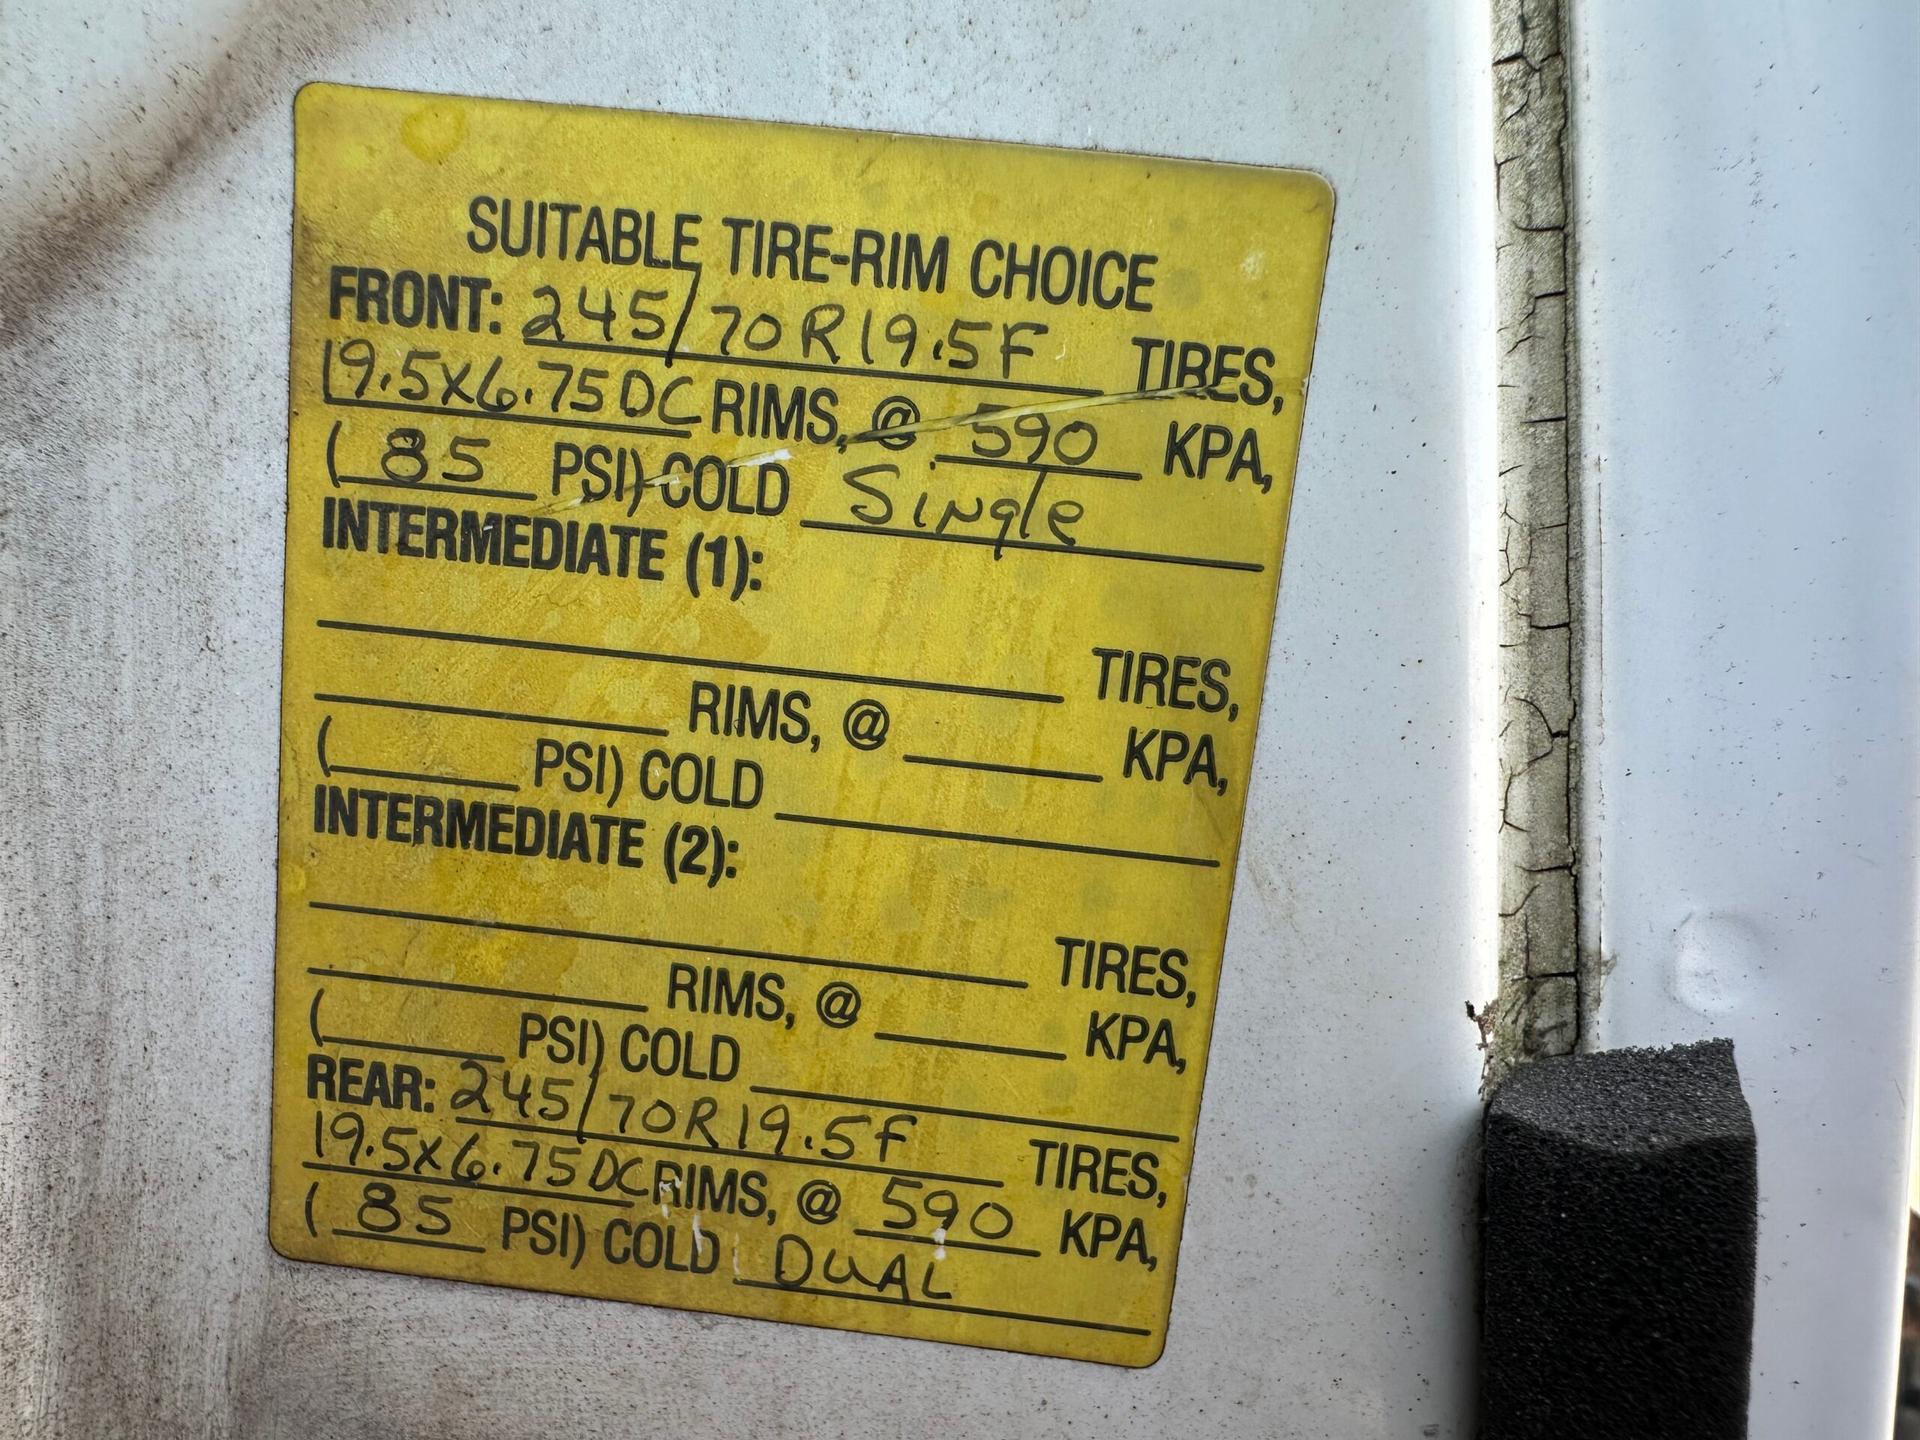 SUITABLE TIRE-RIM CHOICE
FRONT: 245/70R19.5F TIRES,
19.5x6.75DC RIMS, @ 590 KPA,
(85 PSI) COLD Single
INTERMEDIATE (1):
TIRES,
RIMS, @ KPA,
( PSI) COLD
INTERMEDIATE (2):
TIRES,
RIMS, @ KPA,
( PSI) COLD
REAR: 245/70R19.5F TIRES,
19.5x6.75DC RIMS, @ 590 KPA,
(85 PSI) COLD DUAL